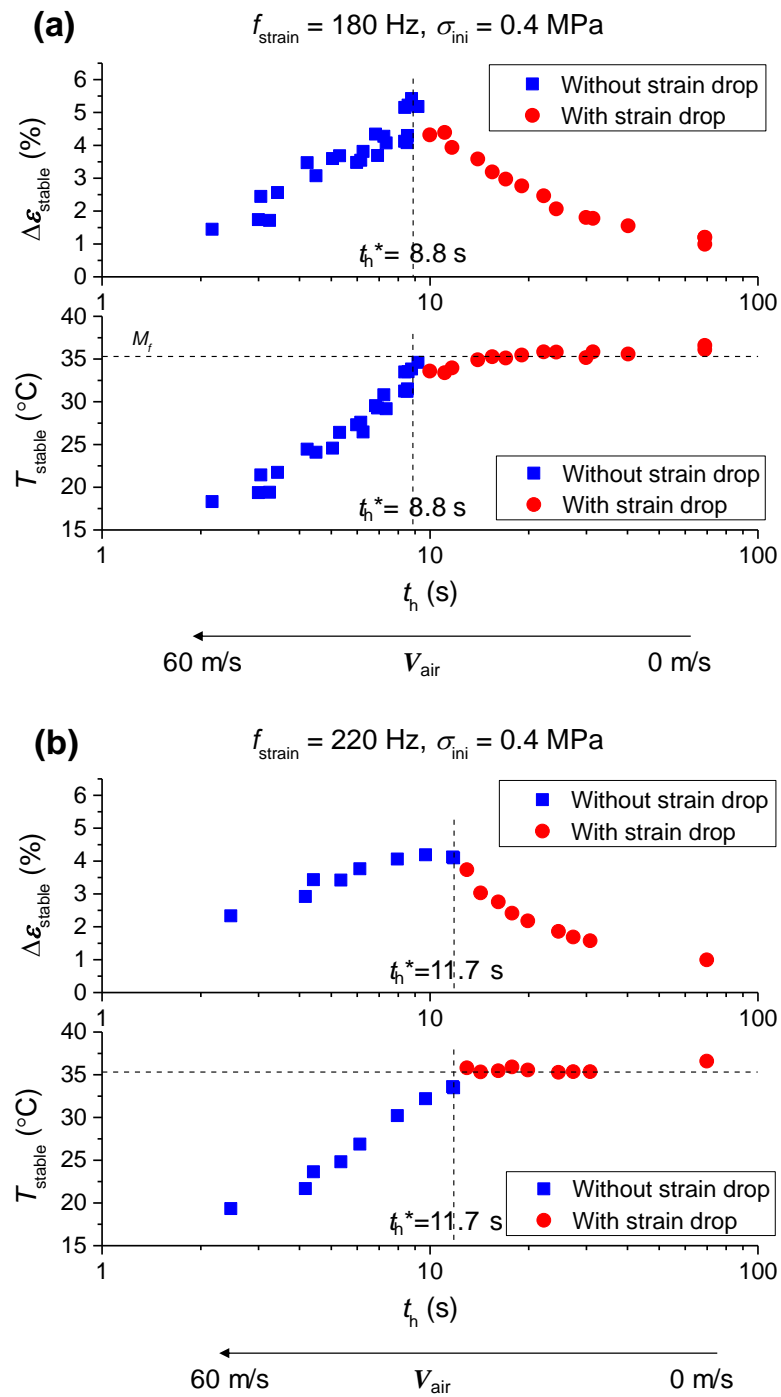 (a)
f_strain = 180 Hz, σ_ini = 0.4 MPa
Δε_stable (%)
6
5
4
3
2
1
0
Without strain drop
With strain drop
t_h*= 8.8 s
1
10
100
T_stable (°C)
40
35
30
25
20
15
M_f
Without strain drop
With strain drop
t_h*= 8.8 s
1
10
100
t_h (s)
60 m/s
V_air
0 m/s
(b)
f_strain = 220 Hz, σ_ini = 0.4 MPa
Δε_stable (%)
6
5
4
3
2
1
0
Without strain drop
With strain drop
t_h*=11.7 s
1
10
100
T_stable (°C)
40
35
30
25
20
15
Without strain drop
With strain drop
t_h*=11.7 s
1
10
100
t_h (s)
60 m/s
V_air
0 m/s